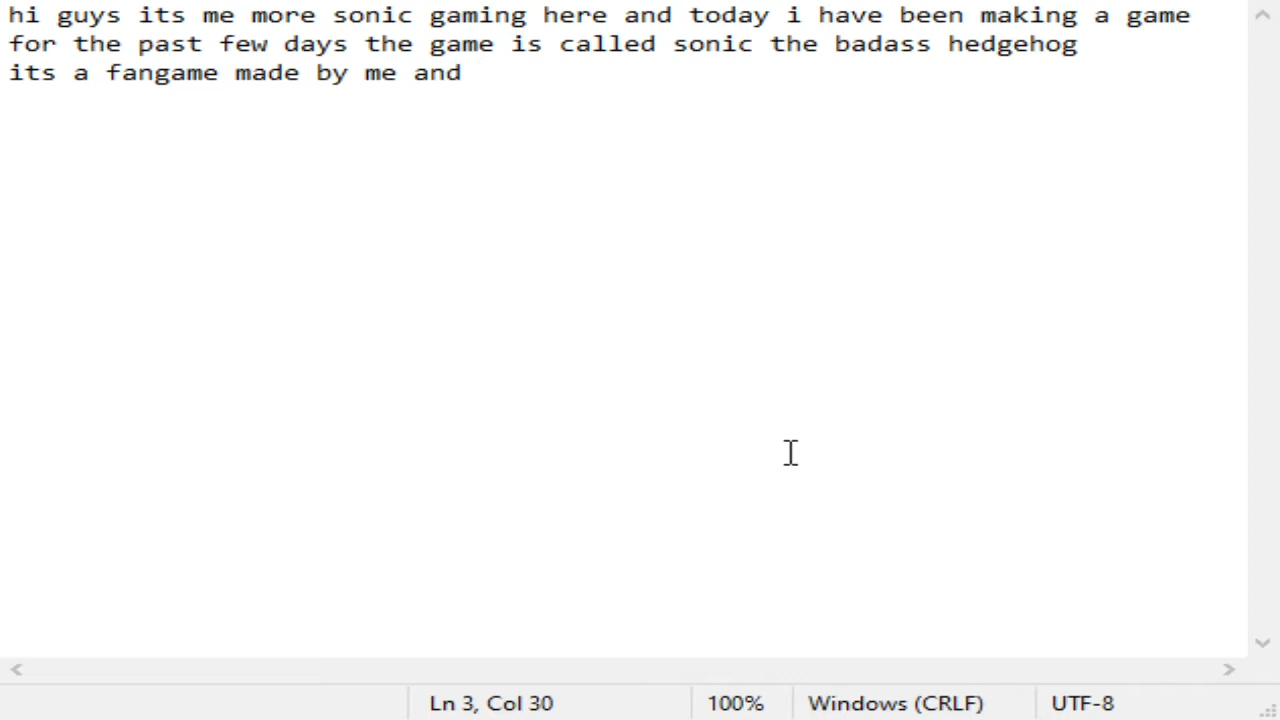 hi guys its me more sonic gaming here and today i have been making a game
for the past few days the game is called sonic the badass hedgehog
its a fangame made by me and
Ln 3, Col 30
100%
Windows (CRLF)
UTF-8